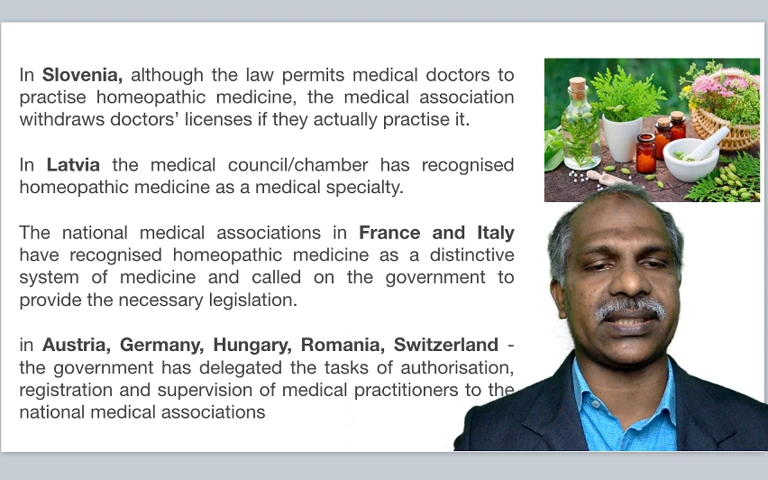 In Slovenia, although the law permits medical doctors to
practise homeopathic medicine, the medical association
withdraws doctors’ licenses if they actually practise it.
In Latvia the medical council/chamber has recognised
homeopathic medicine as a medical specialty.
The national medical associations in France and Italy
have recognised homeopathic medicine as a distinctive
system of medicine and called on the government to
provide the necessary legislation.
in Austria, Germany, Hungary, Romania, Switzerland -
the government has delegated the tasks of authorisation,
registration and supervision of medical practitioners to the
national medical associations